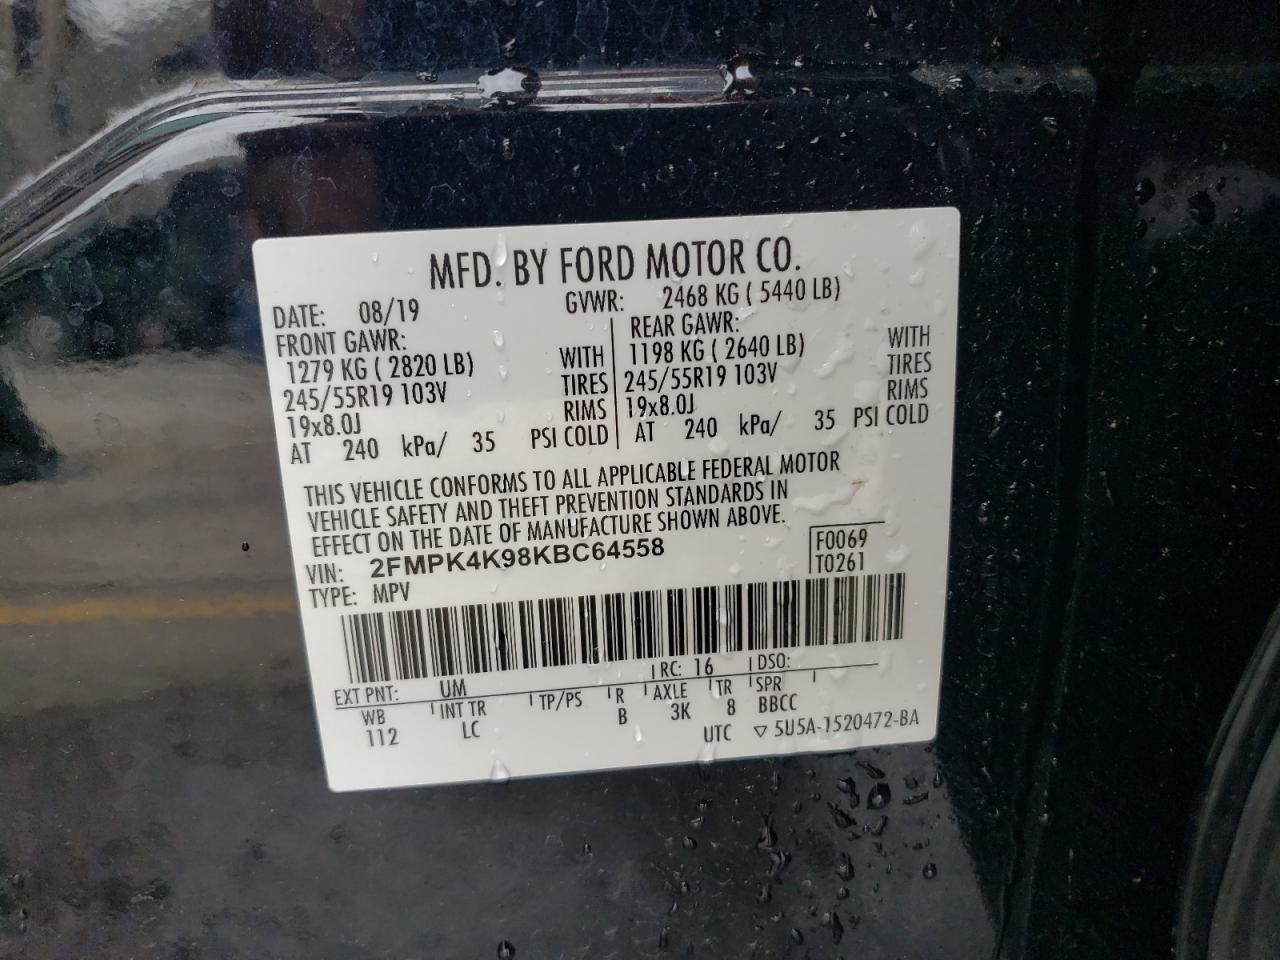 MFD. BY FORD MOTOR CO.
DATE: 08/19 GVWR: 2468 KG ( 5440 LB)
FRONT GAWR: REAR GAWR:
1279 KG ( 2820 LB) WITH 1198 KG ( 2640 LB) WITH
245/55R19 103V TIRES 245/55R19 103V TIRES
19x8.0J RIMS 19x8.0J RIMS
AT 240 kPa/ 35 PSI COLD AT 240 kPa/ 35 PSI COLD
THIS VEHICLE CONFORMS TO ALL APPLICABLE FEDERAL MOTOR
VEHICLE SAFETY AND THEFT PREVENTION STANDARDS IN
EFFECT ON THE DATE OF MANUFACTURE SHOWN ABOVE.
VIN: 2FMPK4K98KBC64558 F0069
TYPE: MPV T0261
EXT PNT: UM RC: 16 DSO:
WB INT TR TP/PS R AXLE TR SPR
112 LC B 3K 8 BBCC
UTC ▽ 5U5A-1520472-BA